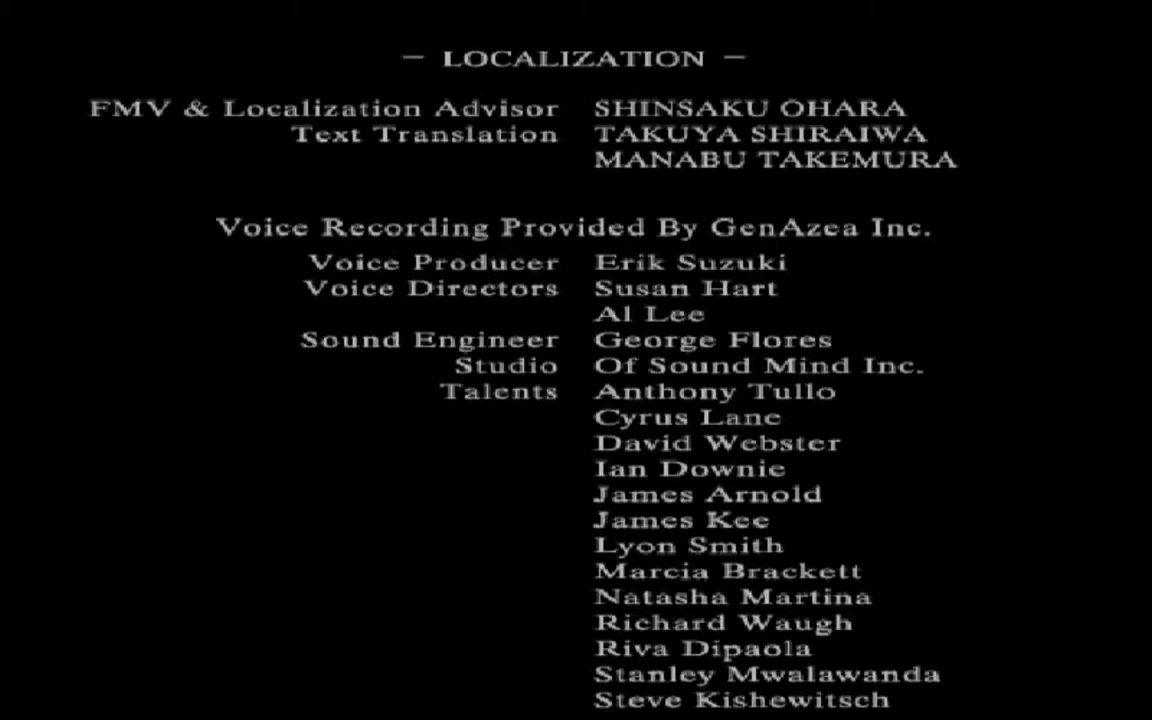 – LOCALIZATION –
FMV & Localization Advisor SHINSAKU OHARA
Text Translation TAKUYA SHIRAIWA
MANABU TAKEMURA
Voice Recording Provided By GenAzea Inc.
Voice Producer Erik Suzuki
Voice Directors Susan Hart
Al Lee
Sound Engineer George Flores
Studio Of Sound Mind Inc.
Talents Anthony Tullo
Cyrus Lane
David Webster
Ian Downie
James Arnold
James Kee
Lyon Smith
Marcia Brackett
Natasha Martina
Richard Waugh
Riva Dipaola
Stanley Mwalawanda
Steve Kishewitsch